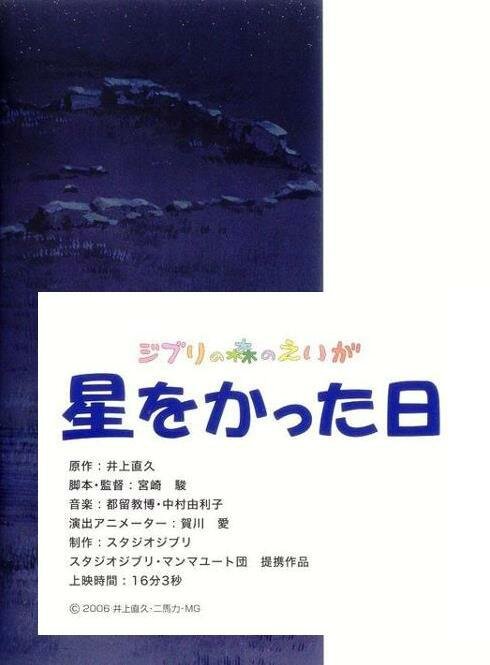 ジブリの森のえいが
星をかった日
原作：井上直久
脚本･監督：宮崎　駿
音楽：都留教博･中村由利子
演出アニメーター：賀川　愛
制作：スタジオジブリ
スタジオジブリ･マンマユート団　提携作品
上映時間：16分3秒
© 2006 井上直久･二馬力･MG